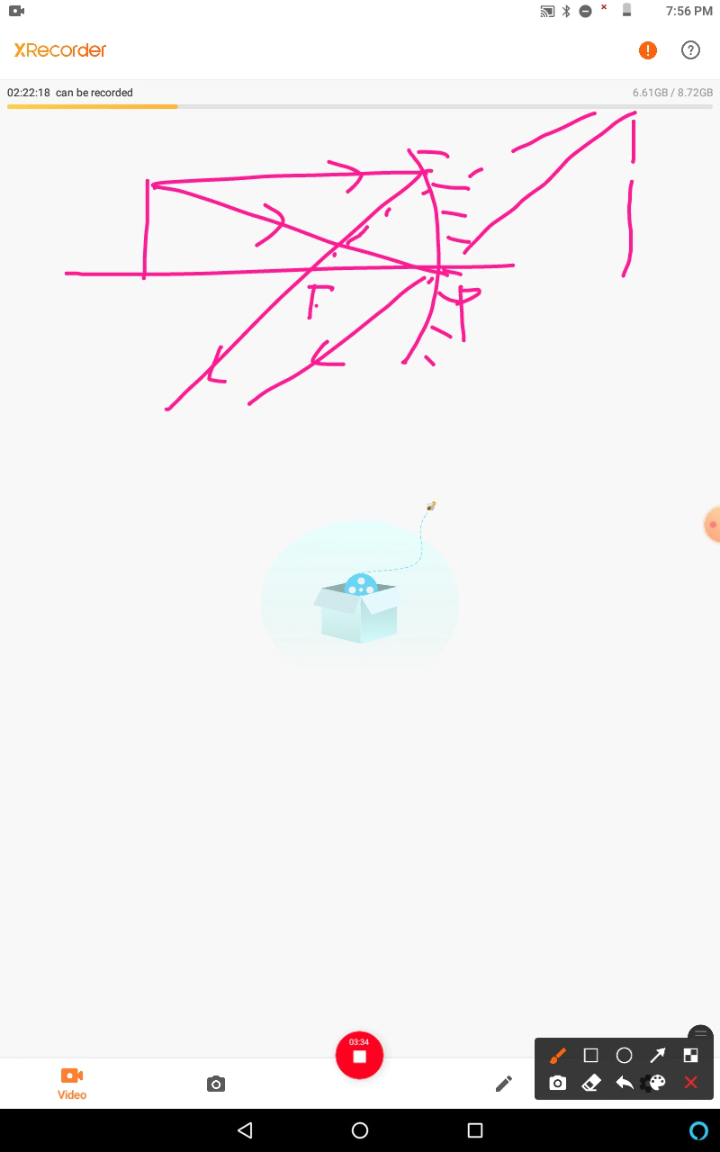 7:56 PM
XRecorder
02:22:18 can be recorded
6.61GB / 8.72GB
F
P
03:34
Video